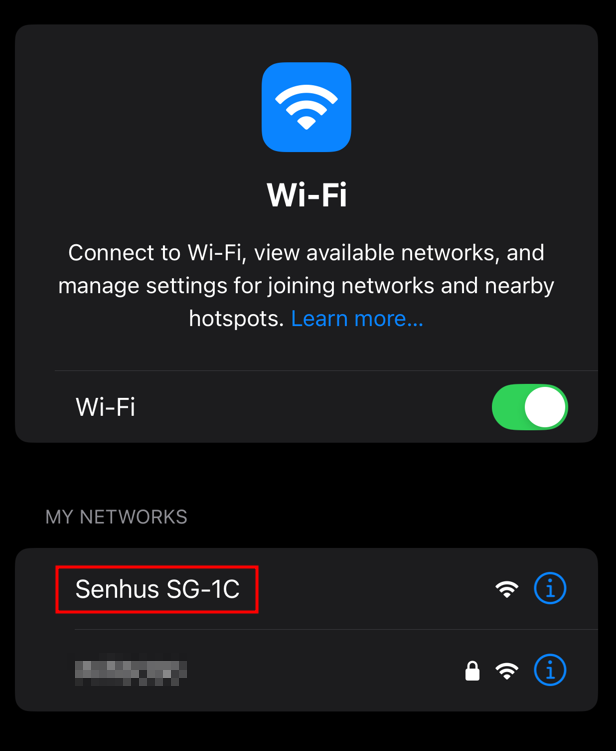 Wi-Fi
Connect to Wi-Fi, view available networks, and
manage settings for joining networks and nearby
hotspots. Learn more...
Wi-Fi
MY NETWORKS
Senhus SG-1C